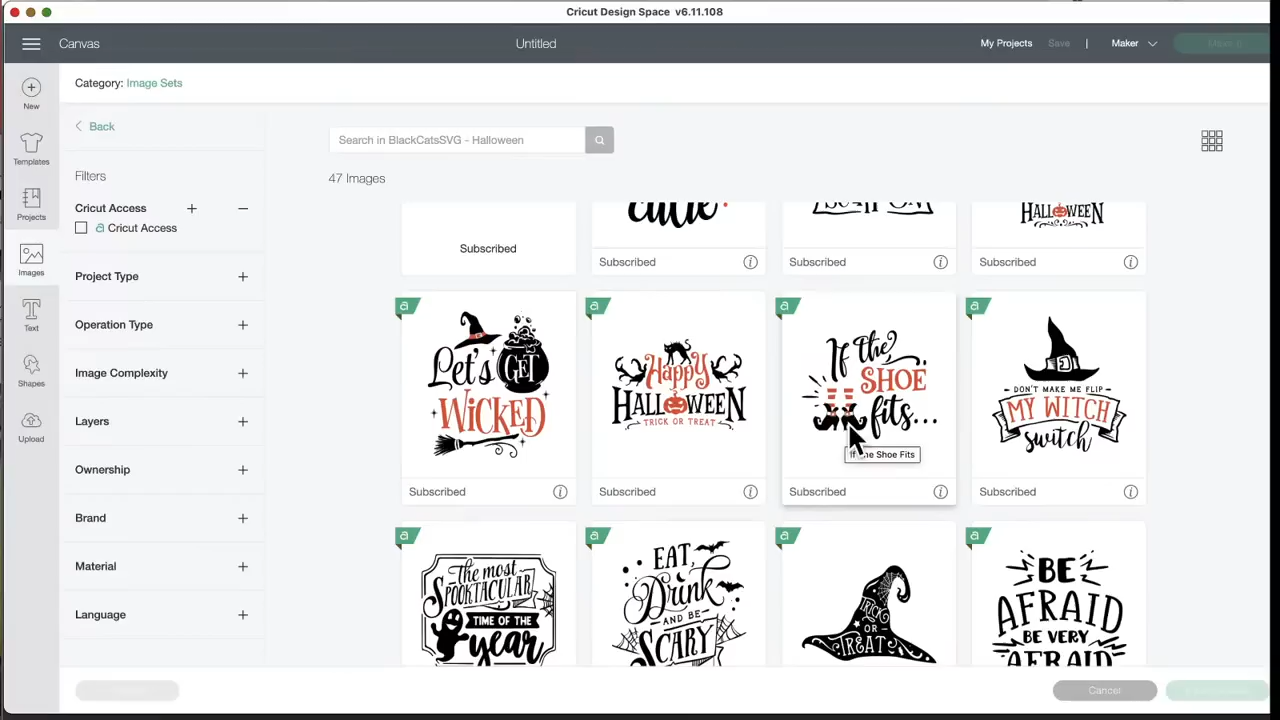 Cricut Design Space v6.11.108
Canvas
Untitled
My Projects Save | Maker
Category: Image Sets
New
Templates
Projects
Images
Text
Shapes
Upload
Back
Filters
Cricut Access
Cricut Access
Project Type
Operation Type
Image Complexity
Layers
Ownership
Brand
Material
Language
Search in BlackCatsSVG - Halloween
47 Images
cutie
HALLOWEEN
Subscribed
Subscribed
Subscribed
Subscribed
Let's GET
WICKED
Happy
HALLOWEEN
TRICK OR TREAT
If the
SHOE
fits...
If the Shoe Fits
DON'T MAKE ME FLIP
MY WITCH
switch
Subscribed
Subscribed
Subscribed
Subscribed
The most
SPOOKTACULAR
TIME OF THE
year
EAT,
Drink
AND BE
SCARY
TRICK
OR
TREAT
BE
AFRAID
BE VERY
AFRAID
Cancel